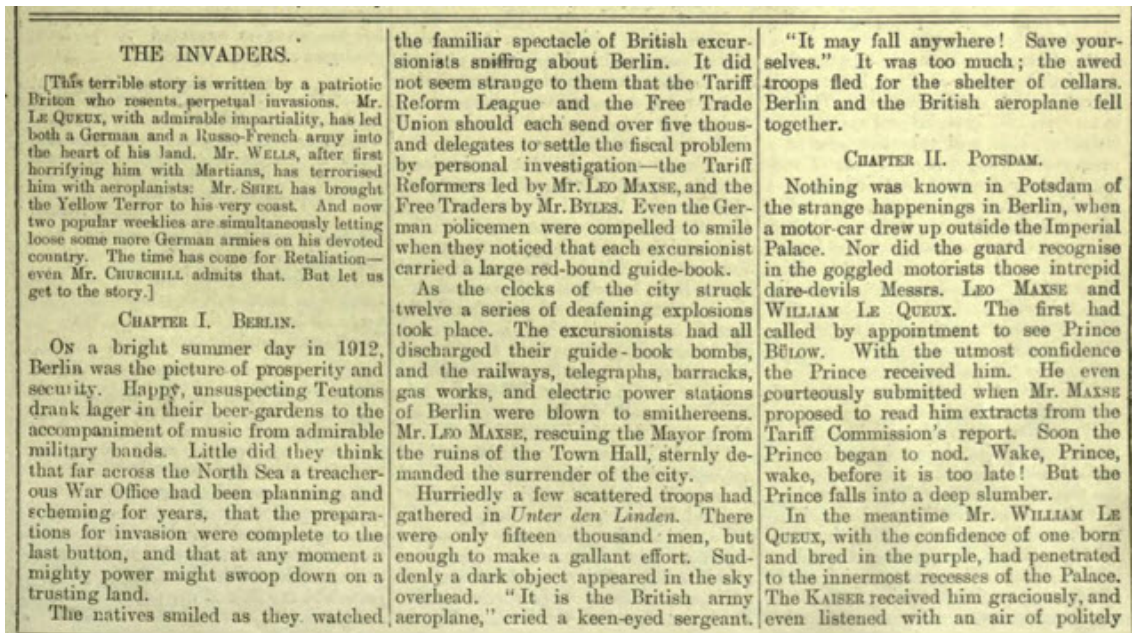 THE INVADERS.
[This terrible story is written by a patriotic
Briton who resents perpetual invasions. Mr.
LE QUEUX, with admirable impartiality, has led
both a German and a Russo-French army into
the heart of his land. Mr. WELLS, after first
horrifying him with Martians, has terrorised
him with aeroplanists: Mr. SHIEL has brought
the Yellow Terror to his very coast. And now
two popular weeklies are simultaneously letting
loose some more German armies on his devoted
country. The time has come for Retaliation—
even Mr. CHURCHILL admits that. But let us
get to the story.]
CHAPTER I. BERLIN.
ON a bright summer day in 1912,
Berlin was the picture of prosperity and
security. Happy, unsuspecting Teutons
drank lager in their beer-gardens to the
accompaniment of music from admirable
military bands. Little did they think
that far across the North Sea a treacher-
ous War Office had been planning and
scheming for years, that the prepara-
tions for invasion were complete to the
last button, and that at any moment a
mighty power might swoop down on a
trusting land.
The natives smiled as they watched
the familiar spectacle of British excur-
sionists sniffing about Berlin. It did
not seem strange to them that the Tariff
Reform League and the Free Trade
Union should each send over five thous-
and delegates to settle the fiscal problem
by personal investigation—the Tariff
Reformers led by Mr. LEO MAXSE, and the
Free Traders by Mr. BYLES. Even the Ger-
man policemen were compelled to smile
when they noticed that each excursionist
carried a large red-bound guide-book.
As the clocks of the city struck
twelve a series of deafening explosions
took place. The excursionists had all
discharged their guide-book bombs,
and the railways, telegraphs, barracks,
gas works, and electric power stations
of Berlin were blown to smithereens.
Mr. LEO MAXSE, rescuing the Mayor from
the ruins of the Town Hall, sternly de-
manded the surrender of the city.
Hurriedly a few scattered troops had
gathered in Unter den Linden. There
were only fifteen thousand men, but
enough to make a gallant effort. Sud-
denly a dark object appeared in the sky
overhead. "It is the British army
aeroplane," cried a keen-eyed sergeant.
"It may fall anywhere! Save your-
selves." It was too much; the awed
troops fled for the shelter of cellars.
Berlin and the British aeroplane fell
together.
CHAPTER II. POTSDAM.
Nothing was known in Potsdam of
the strange happenings in Berlin, when
a motor-car drew up outside the Imperial
Palace. Nor did the guard recognise
in the goggled motorists those intrepid
dare-devils Messrs. LEO MAXSE and
WILLIAM LE QUEUX. The first had
called by appointment to see Prince
BÜLOW. With the utmost confidence
the Prince received him. He even
courteously submitted when Mr. MAXSE
proposed to read him extracts from the
Tariff Commission's report. Soon the
Prince began to nod. Wake, Prince,
wake, before it is too late! But the
Prince falls into a deep slumber.
In the meantime Mr. WILLIAM LE
QUEUX, with the confidence of one born
and bred in the purple, had penetrated
to the innermost recesses of the Palace.
The KAISER received him graciously, and
even listened with an air of politely